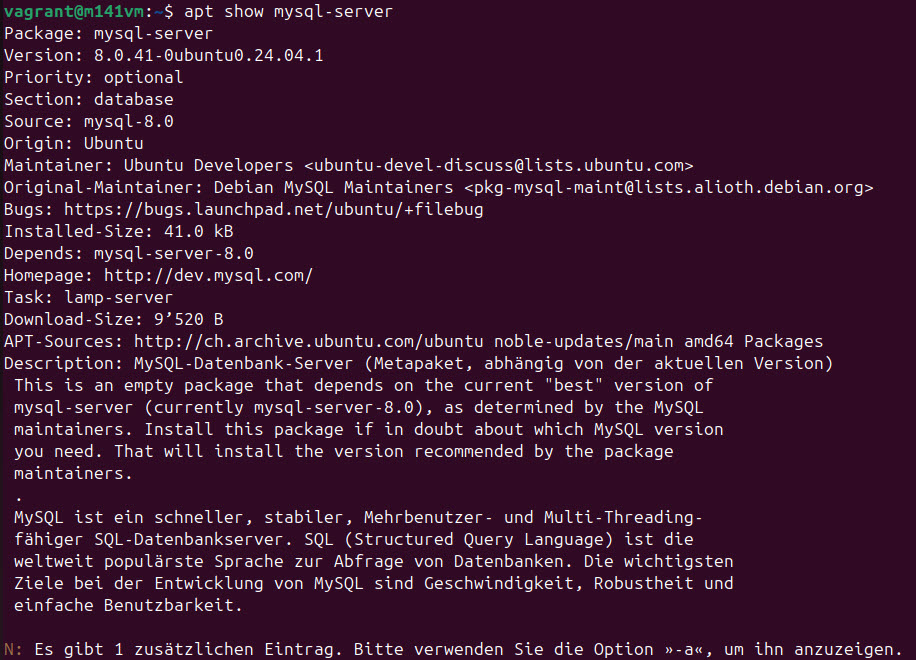 vagrant@m141vm:~$ apt show mysql-server
Package: mysql-server
Version: 8.0.41-0ubuntu0.24.04.1
Priority: optional
Section: database
Source: mysql-8.0
Origin: Ubuntu
Maintainer: Ubuntu Developers <ubuntu-devel-discuss@lists.ubuntu.com>
Original-Maintainer: Debian MySQL Maintainers <pkg-mysql-maint@lists.alioth.debian.org>
Bugs: https://bugs.launchpad.net/ubuntu/+filebug
Installed-Size: 41.0 kB
Depends: mysql-server-8.0
Homepage: http://dev.mysql.com/
Task: lamp-server
Download-Size: 9’520 B
APT-Sources: http://ch.archive.ubuntu.com/ubuntu noble-updates/main amd64 Packages
Description: MySQL-Datenbank-Server (Metapaket, abhängig von der aktuellen Version)
 This is an empty package that depends on the current "best" version of
 mysql-server (currently mysql-server-8.0), as determined by the MySQL
 maintainers. Install this package if in doubt about which MySQL version
 you need. That will install the version recommended by the package
 maintainers.
 .
 MySQL ist ein schneller, stabiler, Mehrbenutzer- und Multi-Threading-
 fähiger SQL-Datenbankserver. SQL (Structured Query Language) ist die
 weltweit populärste Sprache zur Abfrage von Datenbanken. Die wichtigsten
 Ziele bei der Entwicklung von MySQL sind Geschwindigkeit, Robustheit und
 einfache Benutzbarkeit.

N: Es gibt 1 zusätzlichen Eintrag. Bitte verwenden Sie die Option »-a«, um ihn anzuzeigen.